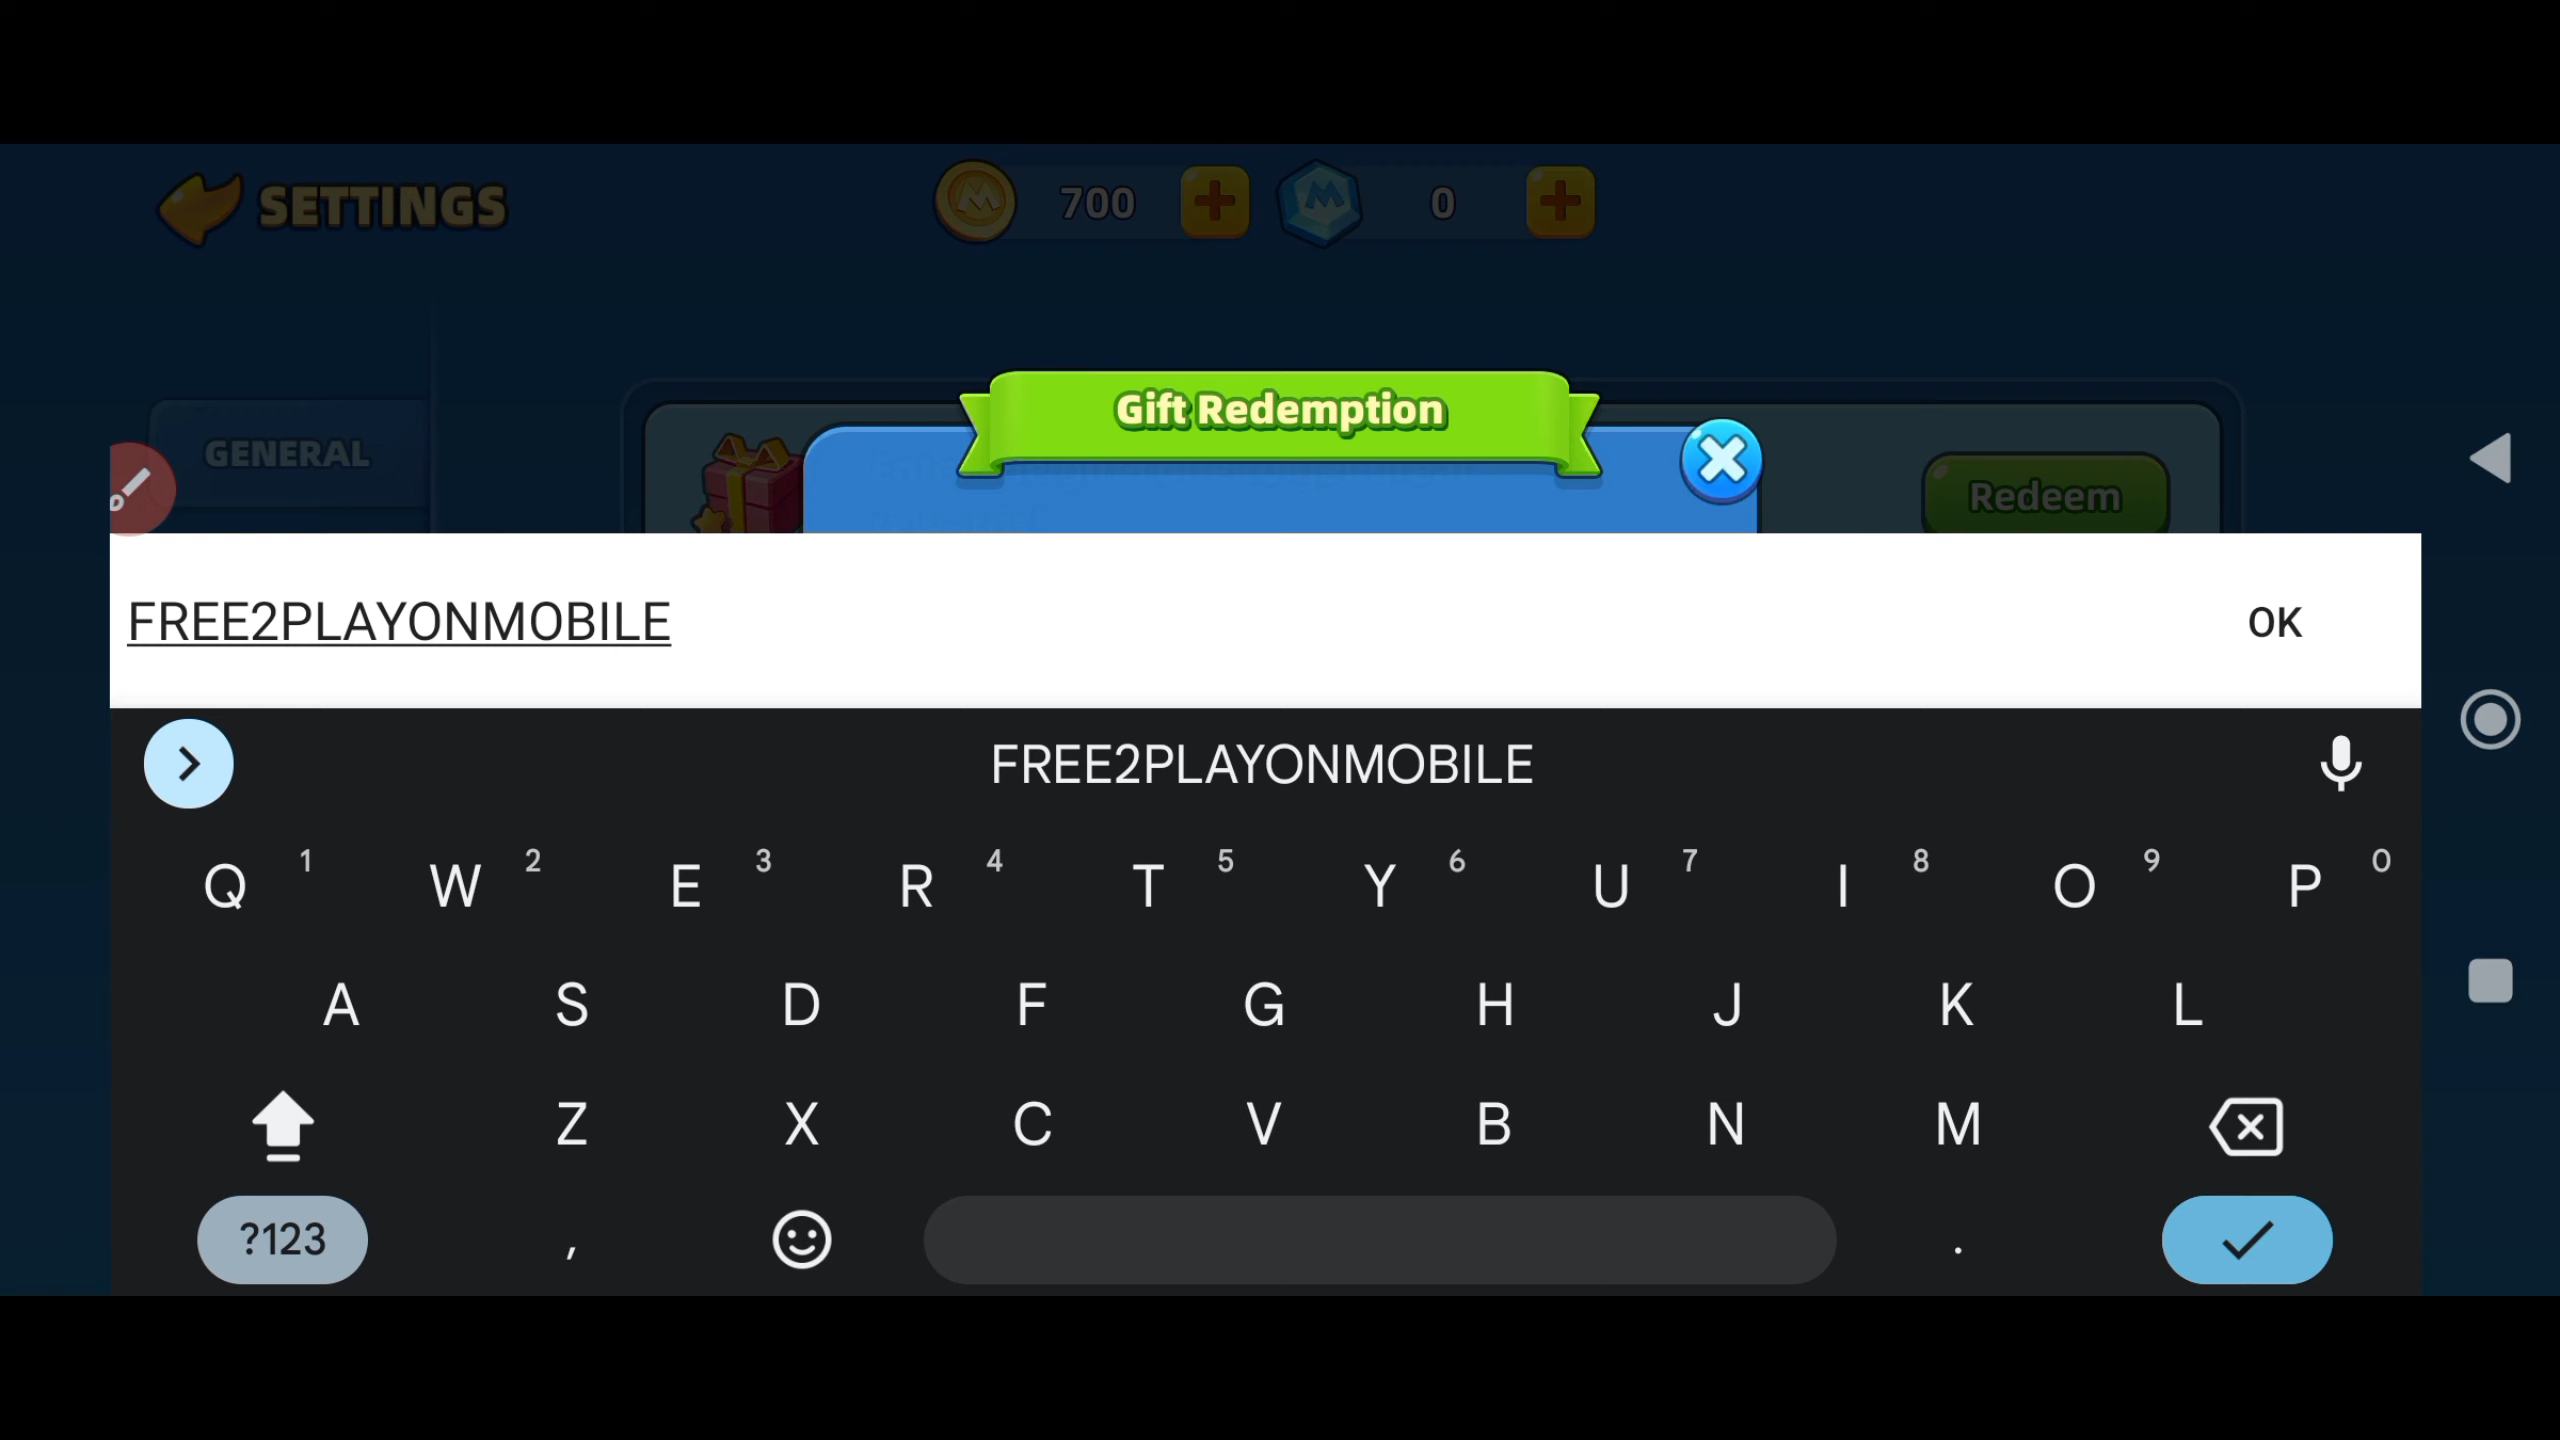 SETTINGS
700
0
Gift Redemption
GENERAL
Redeem
FREE2PLAYONMOBILE
OK
FREE2PLAYONMOBILE
Q 1 W 2 E 3 R 4 T 5 Y 6 U 7 I 8 O 9 P 0
A S D F G H J K L
Z X C V B N M
?123 , .